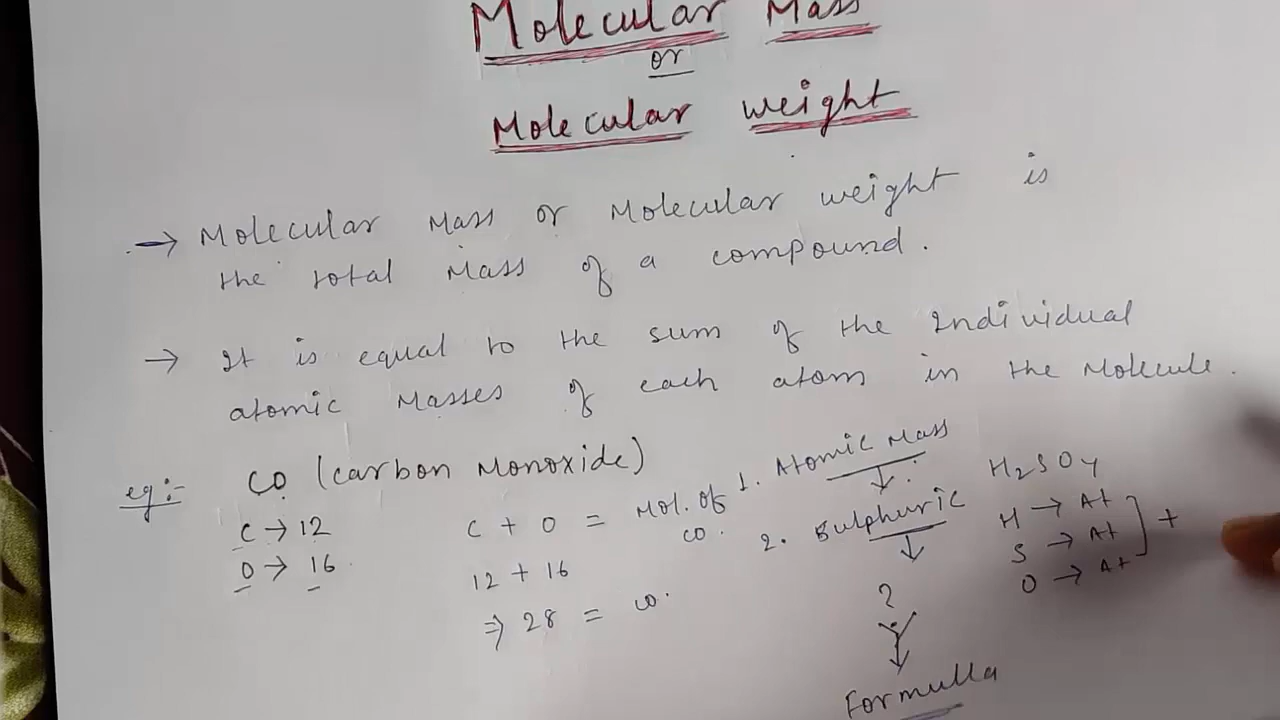 Molecular Mass
or
Molecular weight
→ Molecular Mass or Molecular weight is
the total Mass of a compound.
→ It is equal to the sum of the Individual
atomic Masses of each atom in the Molecule.
eg:- CO (carbon Monoxide)
C → 12
O → 16
C + O = Mol. of CO.
12 + 16
⇒ 28 = CO.
1. Atomic Mass
↓
2. Sulphuric
↓
?
↓
Formulla
H2SO4
H → At
S → At
O → At
] +